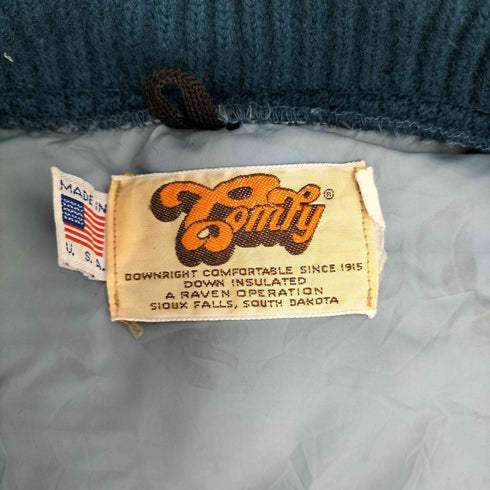 MADE IN
U.S.A.
Comfy®
DOWNRIGHT COMFORTABLE SINCE 1915
DOWN INSULATED
A RAVEN OPERATION
SIOUX FALLS, SOUTH DAKOTA